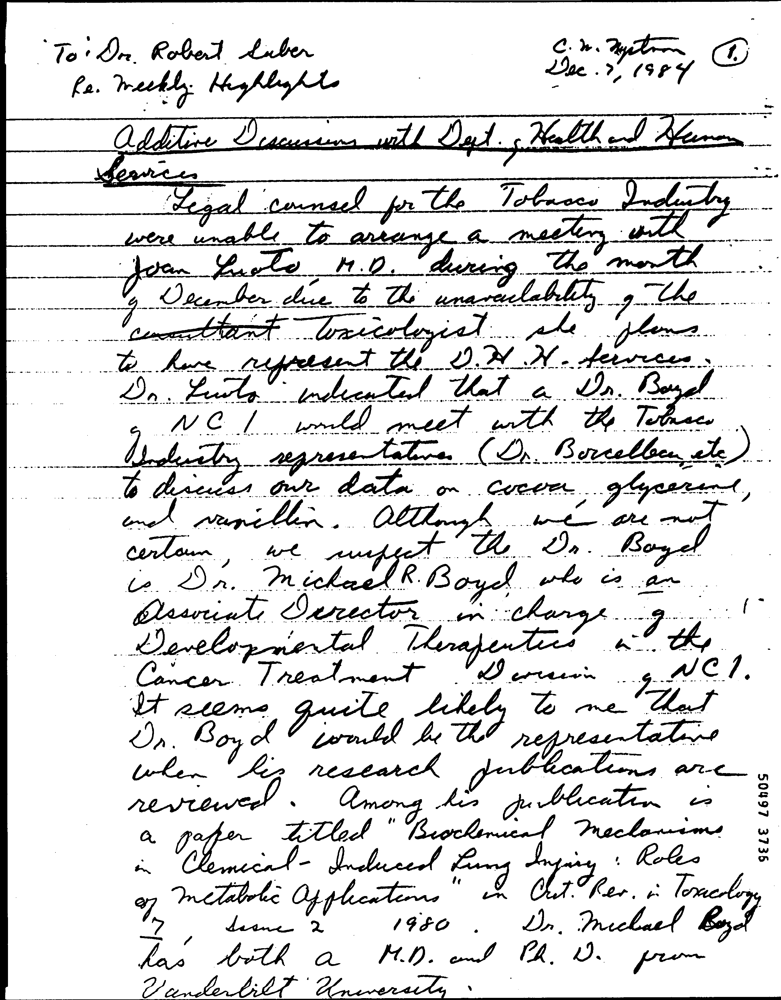 To: Dr. Robert Suber
C. W. Nystrom
Dec. 7, 1984
1.
Re. Weekly Highlights
Additive Discussions with Dept. of Health and Human
Services
Legal counsel for the Tobacco Industry
were unable to arrange a meeting with
Joan Luoto, M.D. during the month
of December due to the unavailability of the
consultant toxicologist she plans
to have represent the D.H.H. Services.
Dr. Luoto indicated that a Dr. Boyd
of NCI would meet with the Tobacco
Industry representatives (Dr. Borcelleca, etc)
to discuss our data on cocoa, glycerine,
and vanillin. Although we are not
certain, we suspect the Dr. Boyd
is Dr. Michael R. Boyd who is an
Associate Director in charge of
Developmental Therapeutics in the
Cancer Treatment Division of NCI.
It seems quite likely to me that
Dr. Boyd would be the representative
when his research publications are
reviewed. Among his publication is
a paper titled "Biochemical Mechanisms
in Chemical-Induced Lung Injury: Roles
of Metabolic Applications" in Crit. Rev. in Toxicology
7, Issue 2 1980. Dr. Michael Boyd
has both a M.D. and Ph. D. from
Vanderbilt University.
50497 3735